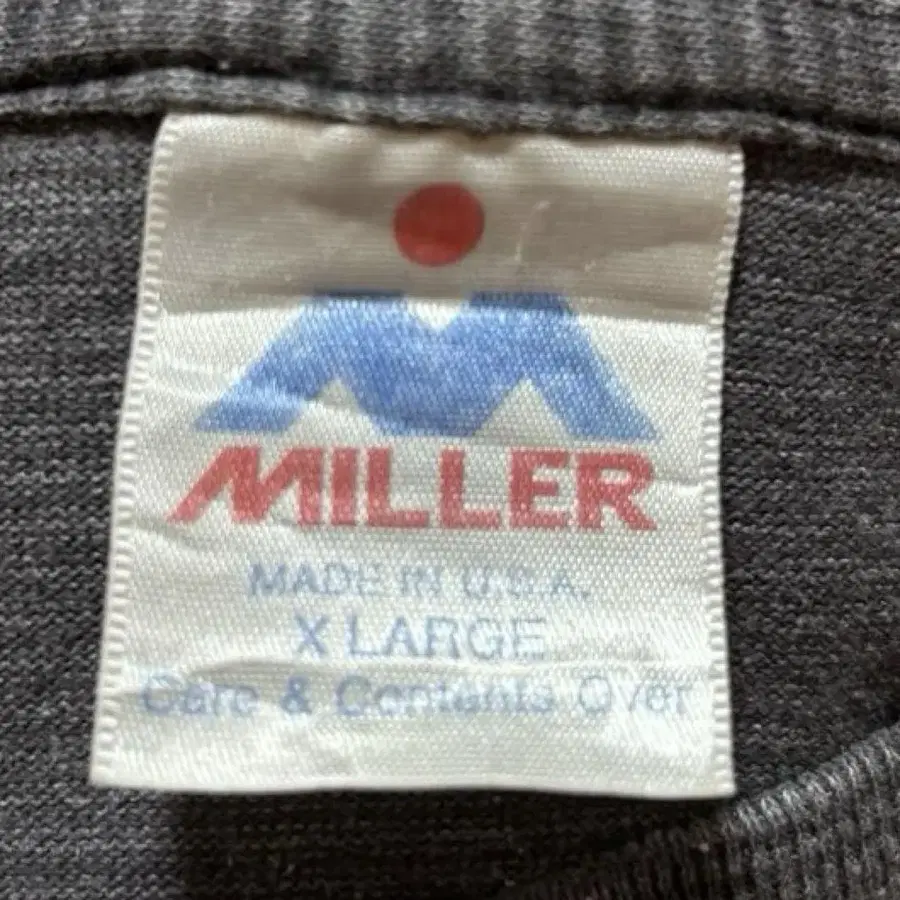 MILLER
MADE IN U.S.A.
X LARGE
Care & Contents Over